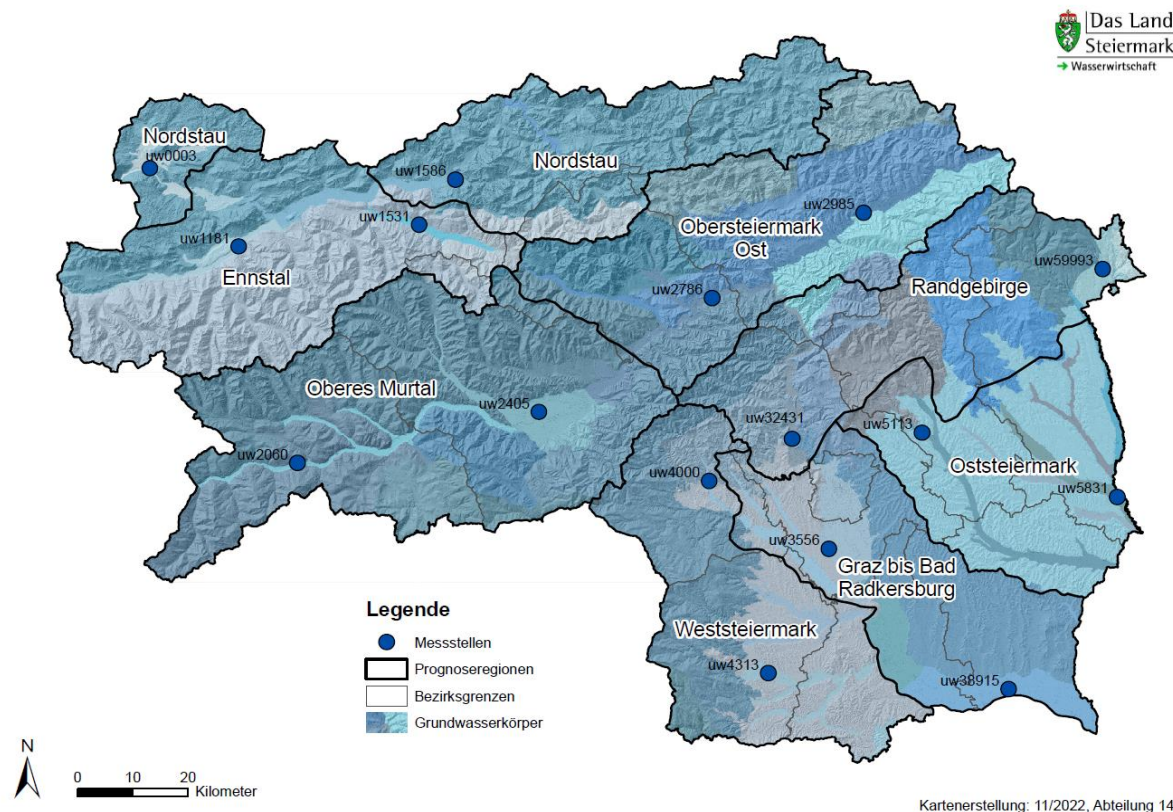 Das Land
Steiermark
→ Wasserwirtschaft
Nordstau
uw0003
uw1586
Nordstau
uw1531
uw2985
uw1181
Obersteiermark
Ost
uw59993
Ennstal
uw2786
Randgebirge
Oberes Murtal
uw2405
uw32431
uw5113
uw2060
uw4000
Oststeiermark
uw5831
uw3556
Graz bis Bad
Radkersburg
Weststeiermark
uw4313
uw38915
Legende
Messstellen
Prognoseregionen
Bezirksgrenzen
Grundwasserkörper
N
0 10 20
Kilometer
Kartenerstellung: 11/2022, Abteilung 14